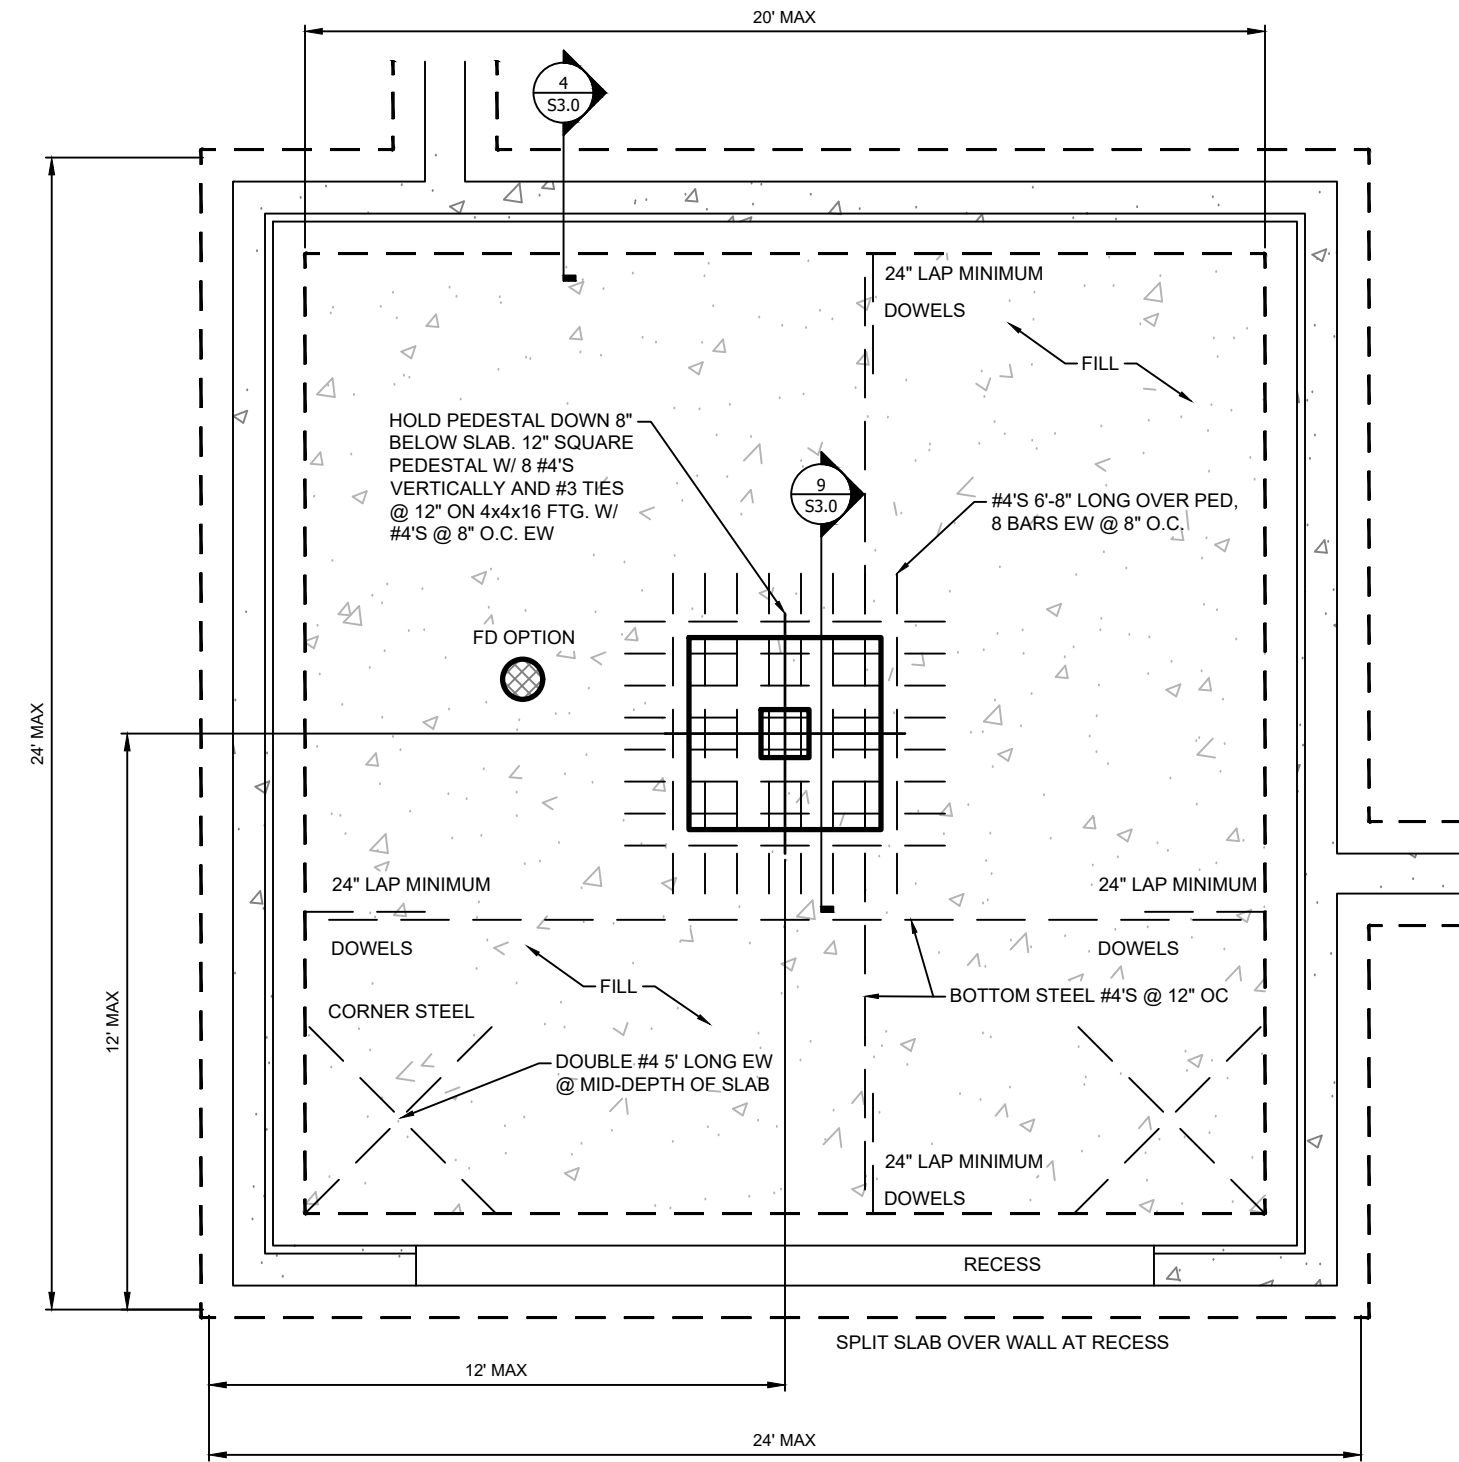 20' MAX
4
S3.0
24" LAP MINIMUM
DOWELS
FILL
HOLD PEDESTAL DOWN 8"
BELOW SLAB. 12" SQUARE
PEDESTAL W/ 8 #4'S
VERTICALLY AND #3 TIES
@ 12" ON 4x4x16 FTG. W/
#4'S @ 8" O.C. EW
9
S3.0
#4'S 6'-8" LONG OVER PED,
8 BARS EW @ 8" O.C.
FD OPTION
24' MAX
24" LAP MINIMUM
24" LAP MINIMUM
DOWELS
DOWELS
FILL
BOTTOM STEEL #4'S @ 12" OC
CORNER STEEL
12' MAX
DOUBLE #4 5' LONG EW
@ MID-DEPTH OF SLAB
24" LAP MINIMUM
DOWELS
RECESS
SPLIT SLAB OVER WALL AT RECESS
12' MAX
24' MAX